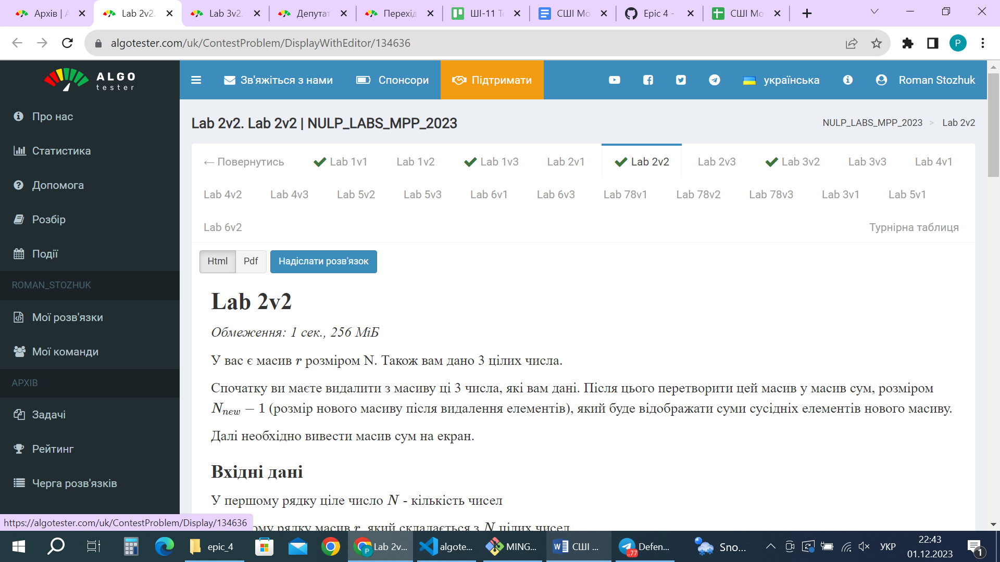 Архів | А
Lab 2v2.
Lab 3v2.
Депутат
Перехід
ШІ-11 Те
СШІ Мо
Epic 4 -
СШІ Мо
algotester.com/uk/ContestProblem/DisplayWithEditor/134636
P
ALGO
tester
Зв'яжіться з нами
Спонсори
Підтримати
українська
Roman Stozhuk
Про нас
Статистика
Допомога
Розбір
Події
ROMAN_STOZHUK
Мої розв'язки
Мої команди
АРХІВ
Задачі
Рейтинг
Черга розв'язків
Lab 2v2. Lab 2v2 | NULP_LABS_MPP_2023
NULP_LABS_MPP_2023 > Lab 2v2
← Повернутись Lab 1v1 Lab 1v2 Lab 1v3 Lab 2v1 Lab 2v2 Lab 2v3 Lab 3v2 Lab 3v3 Lab 4v1
Lab 4v2 Lab 4v3 Lab 5v2 Lab 5v3 Lab 6v1 Lab 6v3 Lab 78v1 Lab 78v2 Lab 78v3 Lab 3v1 Lab 5v1
Lab 6v2 Турнірна таблиця
Html Pdf Надіслати розв'язок
Lab 2v2
Обмеження: 1 сек., 256 МіБ
У вас є масив r розміром N. Також вам дано 3 цілих числа.
Спочатку ви маєте видалити з масиву ці 3 числа, які вам дані. Після цього перетворити цей масив у масив сум, розміром
N_new − 1 (розмір нового масиву після видалення елементів), який буде відображати суми сусідніх елементів нового масиву.
Далі необхідно вивести масив сум на екран.
Вхідні дані
У першому рядку ціле число N - кількість чисел
рядку масив r, який складається з N цілих чисел
https://algotester.com/uk/ContestProblem/Display/134636
epic_4
P
Lab 2v...
algote...
MING...
СШІ ...
..77
Defen...
Sno...
УКР
22:43
01.12.2023
1